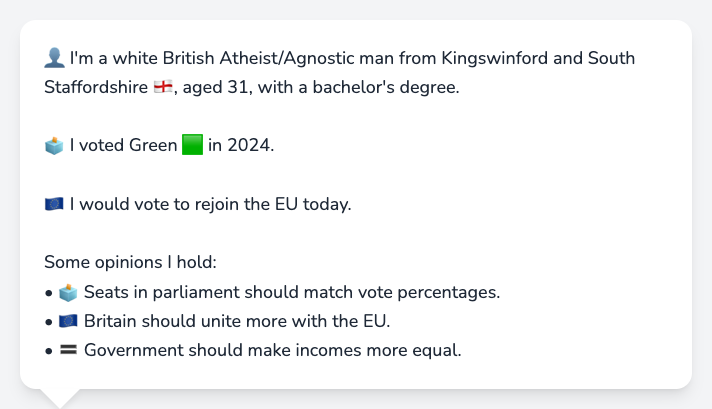 👤 I'm a white British Atheist/Agnostic man from Kingswinford and South
Staffordshire 🏴󠁧󠁢󠁥󠁮󠁧󠁿, aged 31, with a bachelor's degree.
🗳️ I voted Green 🟩 in 2024.
🇪🇺 I would vote to rejoin the EU today.
Some opinions I hold:
• 🗳️ Seats in parliament should match vote percentages.
• 🇪🇺 Britain should unite more with the EU.
• 🟰 Government should make incomes more equal.